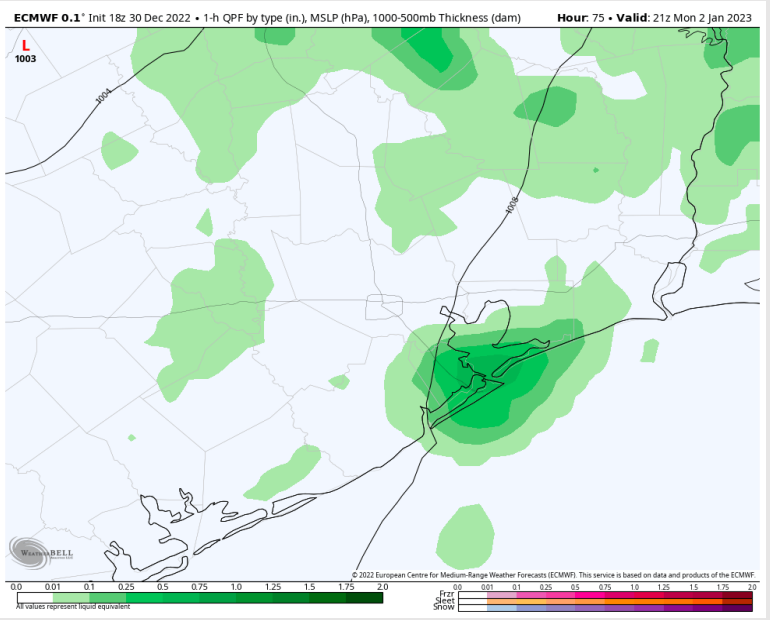 ECMWF 0.1° Init 18z 30 Dec 2022 • 1-h QPF by type (in.), MSLP (hPa), 1000-500mb Thickness (dam)
Hour: 75 • Valid: 21z Mon 2 Jan 2023
L
1003
1004
1008
WeatherBELL
© 2022 European Centre for Medium-Range Weather Forecasts (ECMWF). This service is based on data and products of the ECMWF.
0.0 0.01 0.1 0.25 0.5 0.75 1.0 1.25 1.5 1.75 2.0
All values represent liquid equivalent
0.0 0.01 0.1 0.25 0.5 0.75 1.0 1.25 1.5 1.75 2.0
Frzr
Sleet
Snow